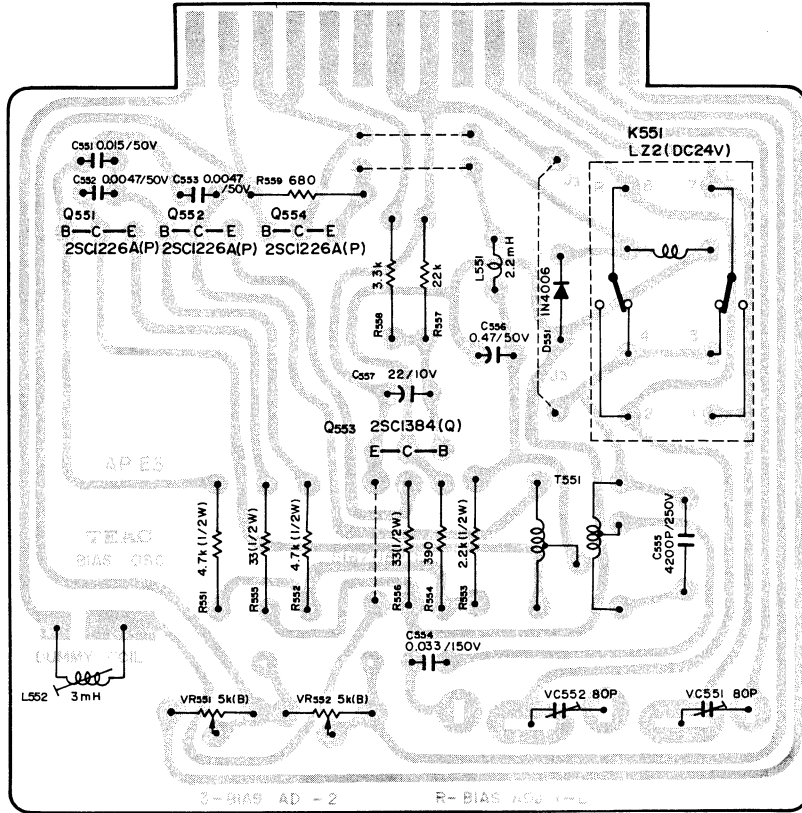 K551
LZ2(DC24V)
C551 0.015/50V
C552 0.0047/50V
C553 0.0047
/50V
R559 680
Q551
B-C-E
2SC1226A(P)
Q552
B-C-E
2SC1226A(P)
Q554
B-C-E
2SC1226A(P)
3.3k
R558
22k
R557
L551
2.2mH
D551 1N4006
C556
0.47/50V
C557 22/10V
Q553 2SC1384(Q)
E-C-B
T551
TEAC
BIAS OSC
R551 4.7k (1/2W)
R555 33(1/2W)
R552 4.7k (1/2W)
R556 33(1/2W)
R554 390
R553 2.2k(1/2W)
C555
4200P/250V
C554
0.033/150V
DUMMY COIL
L552 3mH
VR551 5k(B)
VR552 5k(B)
VC552 80P
VC551 80P